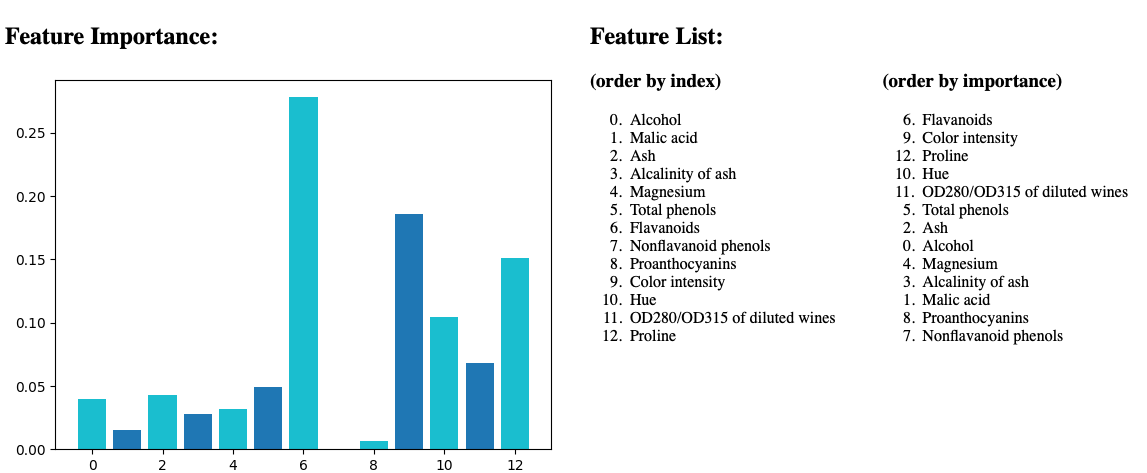 Feature Importance:
0.25
0.20
0.15
0.10
0.05
0.00
0 2 4 6 8 10 12
Feature List:
(order by index)
0. Alcohol
1. Malic acid
2. Ash
3. Alcalinity of ash
4. Magnesium
5. Total phenols
6. Flavanoids
7. Nonflavanoid phenols
8. Proanthocyanins
9. Color intensity
10. Hue
11. OD280/OD315 of diluted wines
12. Proline
(order by importance)
6. Flavanoids
9. Color intensity
12. Proline
10. Hue
11. OD280/OD315 of diluted wines
5. Total phenols
2. Ash
0. Alcohol
4. Magnesium
3. Alcalinity of ash
1. Malic acid
8. Proanthocyanins
7. Nonflavanoid phenols